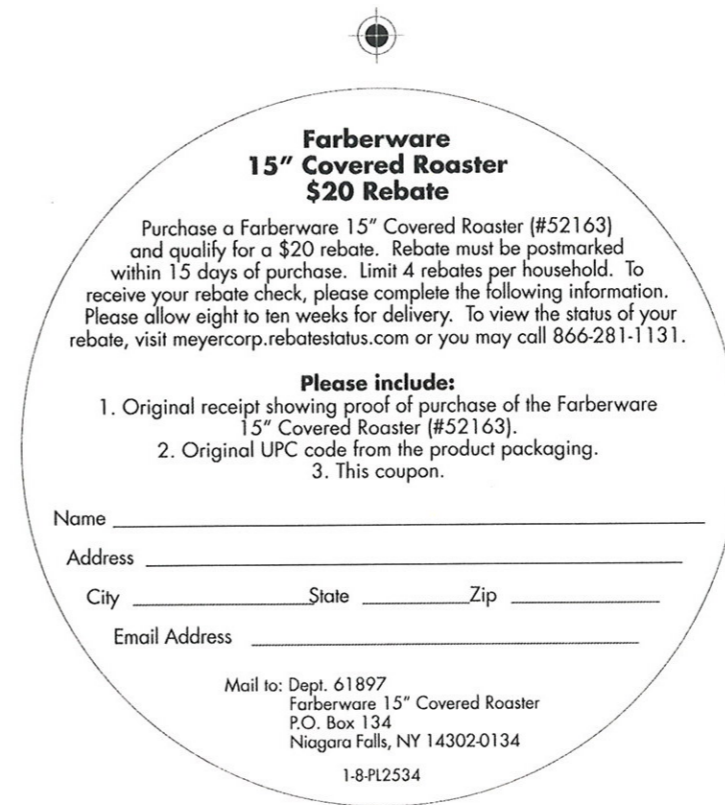 Farberware
15" Covered Roaster
$20 Rebate
Purchase a Farberware 15" Covered Roaster (#52163)
and qualify for a $20 rebate. Rebate must be postmarked
within 15 days of purchase. Limit 4 rebates per household. To
receive your rebate check, please complete the following information.
Please allow eight to ten weeks for delivery. To view the status of your
rebate, visit meyercorp.rebatestatus.com or you may call 866-281-1131.
Please include:
1. Original receipt showing proof of purchase of the Farberware
15" Covered Roaster (#52163).
2. Original UPC code from the product packaging.
3. This coupon.
Name
Address
City State Zip
Email Address
Mail to: Dept. 61897
Farberware 15" Covered Roaster
P.O. Box 134
Niagara Falls, NY 14302-0134
1-8-PL2534